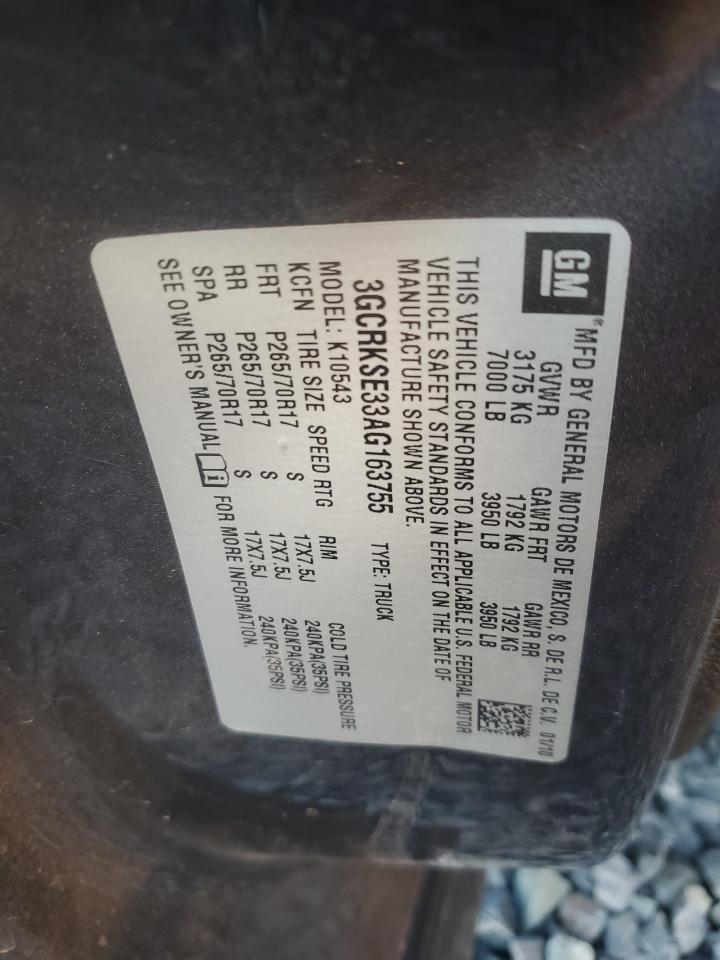 GM
® MFD BY GENERAL MOTORS DE MEXICO, S. DE R.L. DE C.V. 01/10
GVWR GAWR FRT GAWR RR
3175 KG 1792 KG 1792 KG
7000 LB 3950 LB 3950 LB
THIS VEHICLE CONFORMS TO ALL APPLICABLE U.S. FEDERAL MOTOR
VEHICLE SAFETY STANDARDS IN EFFECT ON THE DATE OF
MANUFACTURE SHOWN ABOVE.
3GCRKSE33AG163755 TYPE: TRUCK
MODEL: K10543
KCFN TIRE SIZE SPEED RTG RIM COLD TIRE PRESSURE
FRT P265/70R17 S 17X7.5J 240KPA(35PSI)
RR P265/70R17 S 17X7.5J 240KPA(35PSI)
SPA P265/70R17 S 17X7.5J 240KPA(35PSI)
SEE OWNER'S MANUAL FOR MORE INFORMATION.